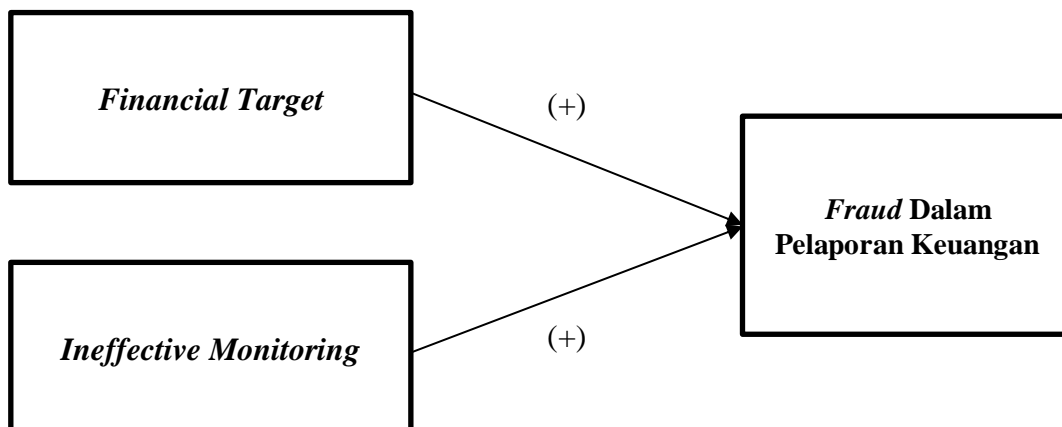 Financial Target
(+)
Fraud Dalam
Pelaporan Keuangan
Ineffective Monitoring
(+)